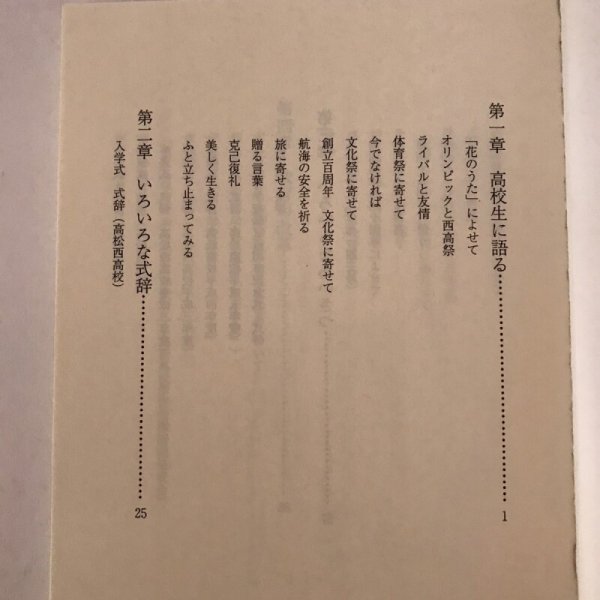 第一章　高校生に語る……………………………1
「花のうた」によせて
オリンピックと西高祭
ライバルと友情
体育祭に寄せて
今でなければ
文化祭に寄せて
創立百周年　文化祭に寄せて
航海の安全を祈る
旅に寄せる
贈る言葉
克己復礼
美しく生きる
ふと立ち止まってみる
第二章　いろいろな式辞……………………………25
入学式　式辞（高松西高校）